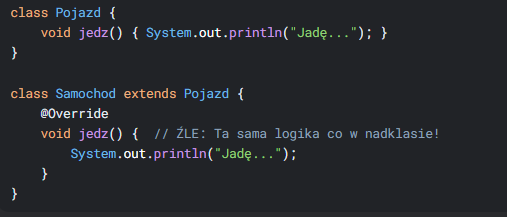 class Pojazd {
    void jedz() { System.out.println("Jadę..."); }
}

class Samochod extends Pojazd {
    @Override
    void jedz() {  // ŹLE: Ta sama logika co w nadklasie!
        System.out.println("Jadę...");
    }
}